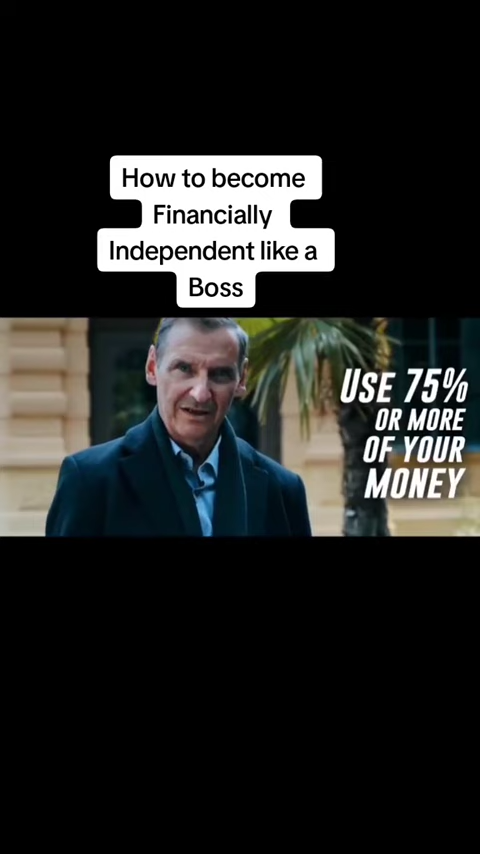 How to become
Financially
Independent like a
Boss
USE 75%
OR MORE
OF YOUR
MONEY